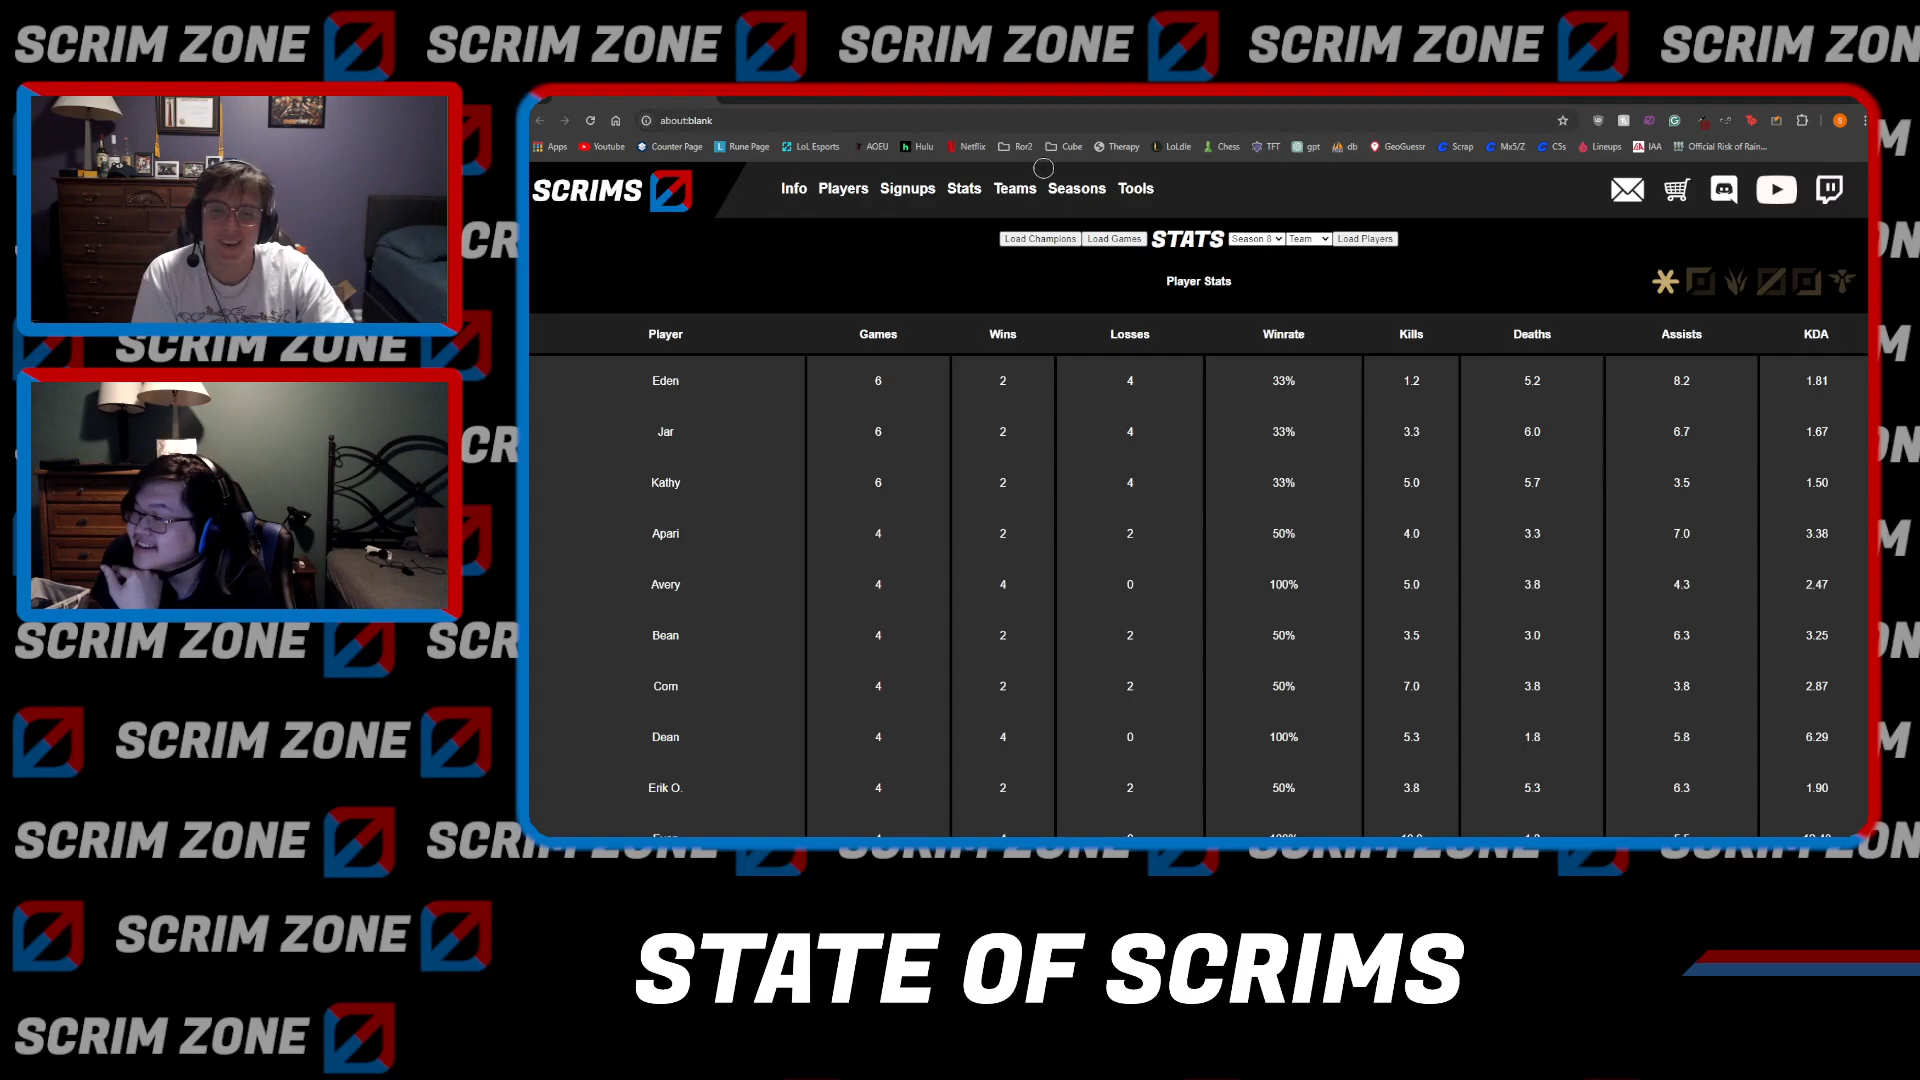 SCRIM ZONE SCRIM ZONE SCRIM ZONE SCRIM ZONE SCRIM ZON
about:blank
Apps Youtube Counter Page Rune Page LoL Esports AOEU Hulu Netflix Ror2 Cube Therapy LoLdle Chess TFT gpt db GeoGuessr Scrap Mx5/Z C5s Lineups IAA Official Risk of Rain...
SCRIMS Info Players Signups Stats Teams Seasons Tools
Load Champions Load Games STATS Season 8 Team Load Players
Player Stats
Player Games Wins Losses Winrate Kills Deaths Assists KDA
Eden 6 2 4 33% 1.2 5.2 8.2 1.81
Jar 6 2 4 33% 3.3 6.0 6.7 1.67
Kathy 6 2 4 33% 5.0 5.7 3.5 1.50
Apari 4 2 2 50% 4.0 3.3 7.0 3.38
Avery 4 4 0 100% 5.0 3.8 4.3 2.47
Bean 4 2 2 50% 3.5 3.0 6.3 3.25
Corn 4 2 2 50% 7.0 3.8 3.8 2.87
Dean 4 4 0 100% 5.3 1.8 5.8 6.29
Erik O. 4 2 2 50% 3.8 5.3 6.3 1.90
SCRIM ZONE
SCRIM ZONE SCR
SCRIM ZONE
SCRIM ZONE
SCRIM ZONE
SCRIM ZONE
STATE OF SCRIMS